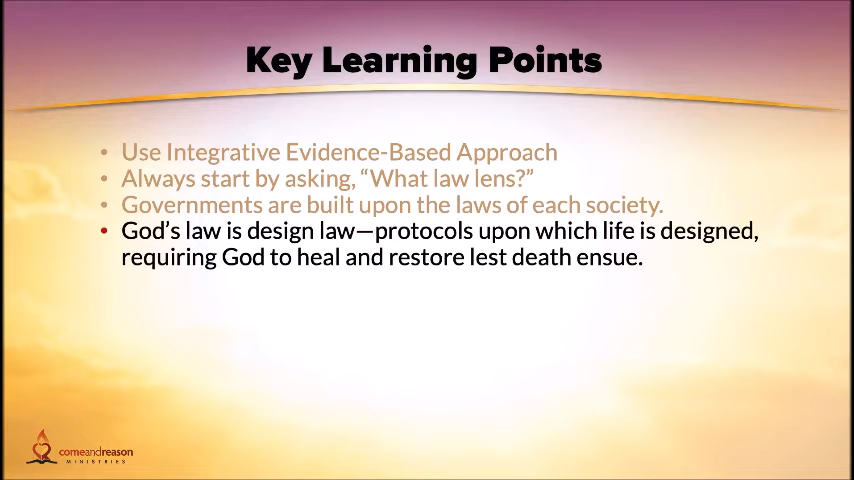 Key Learning Points
• Use Integrative Evidence-Based Approach
• Always start by asking, “What law lens?”
• Governments are built upon the laws of each society.
• God’s law is design law—protocols upon which life is designed,
requiring God to heal and restore lest death ensue.
comeandreason
MINISTRIES